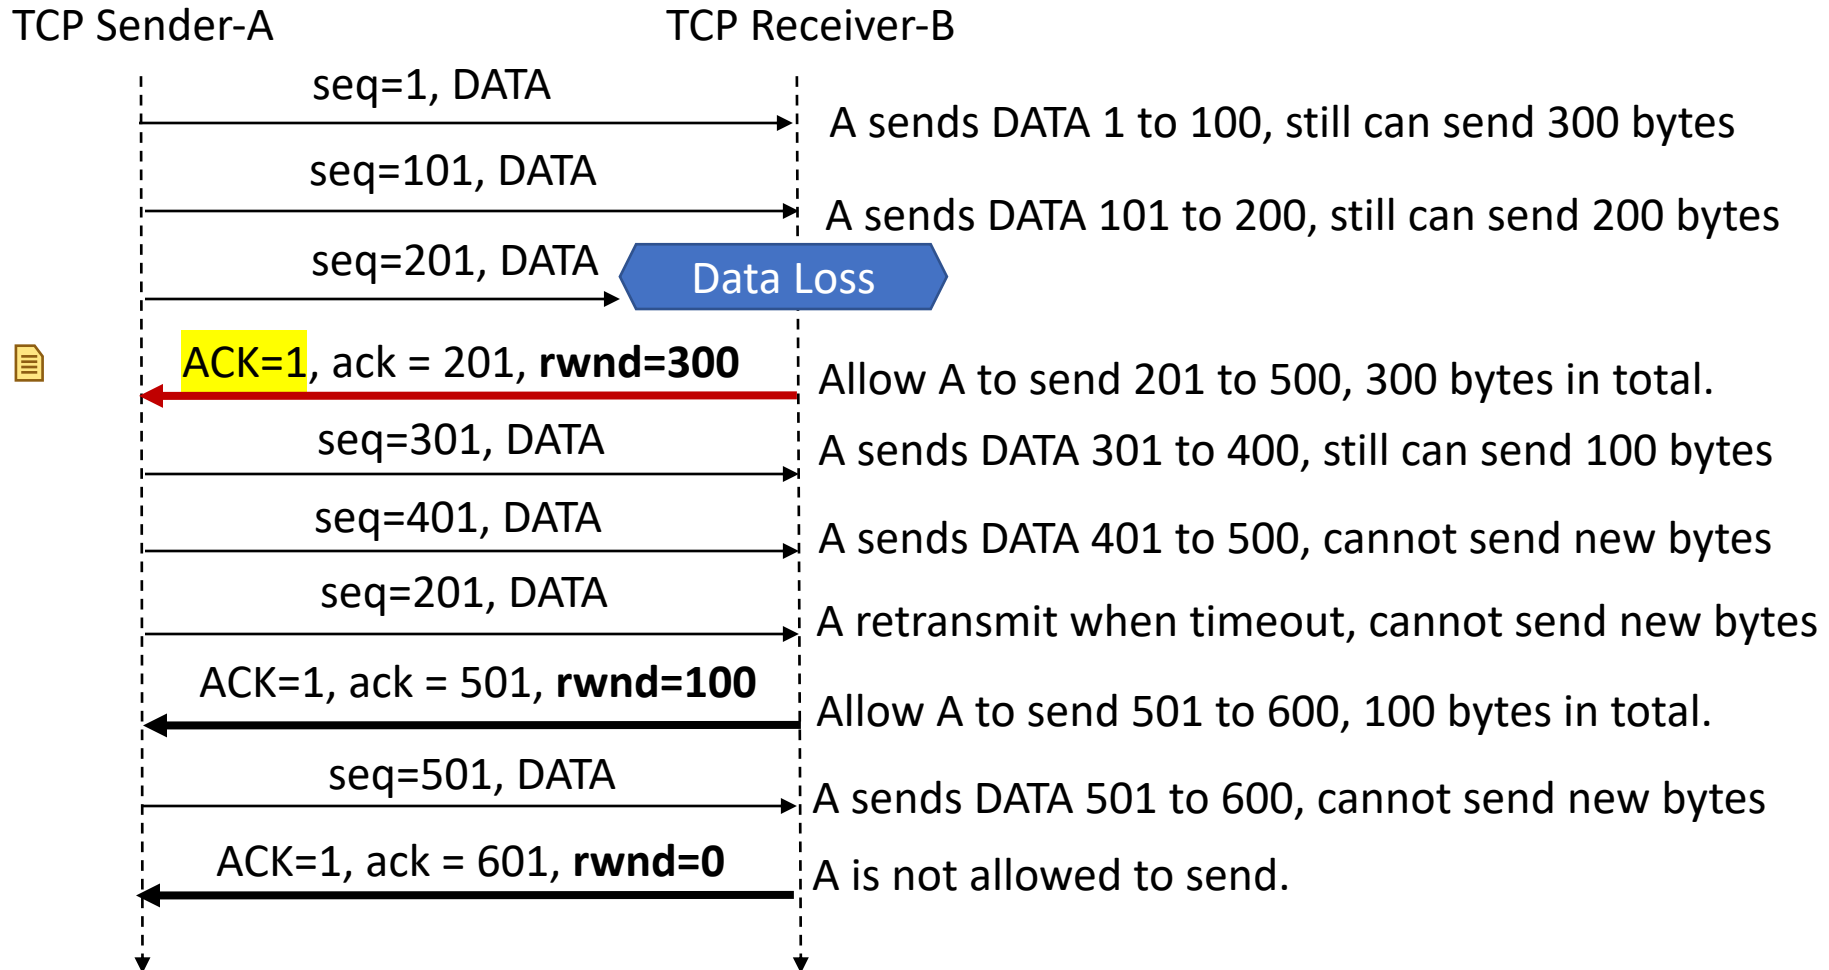 TCP Sender-A
TCP Receiver-B
seq=1, DATA
A sends DATA 1 to 100, still can send 300 bytes
seq=101, DATA
A sends DATA 101 to 200, still can send 200 bytes
seq=201, DATA
Data Loss
ACK=1, ack = 201, rwnd=300
Allow A to send 201 to 500, 300 bytes in total.
seq=301, DATA
A sends DATA 301 to 400, still can send 100 bytes
seq=401, DATA
A sends DATA 401 to 500, cannot send new bytes
seq=201, DATA
A retransmit when timeout, cannot send new bytes
ACK=1, ack = 501, rwnd=100
Allow A to send 501 to 600, 100 bytes in total.
seq=501, DATA
A sends DATA 501 to 600, cannot send new bytes
ACK=1, ack = 601, rwnd=0
A is not allowed to send.